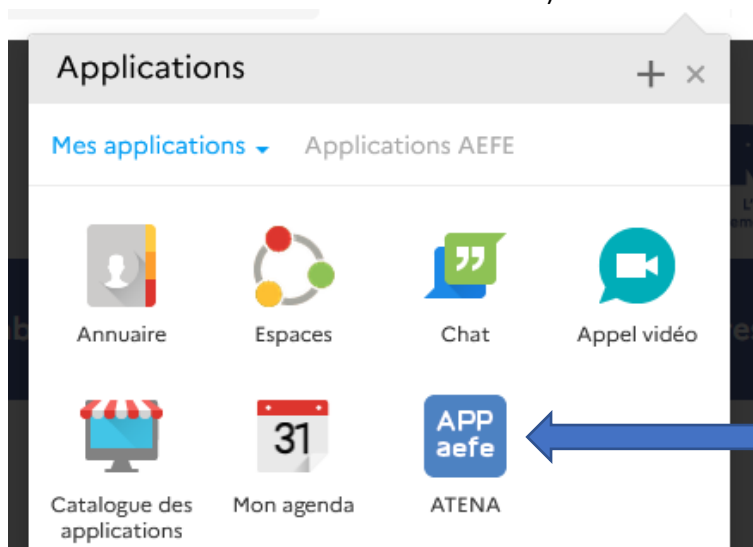 Applications
Mes applications Applications AEFE
Annuaire Espaces Chat Appel vidéo
31
APP
aefe
Catalogue des
applications
Mon agenda ATENA